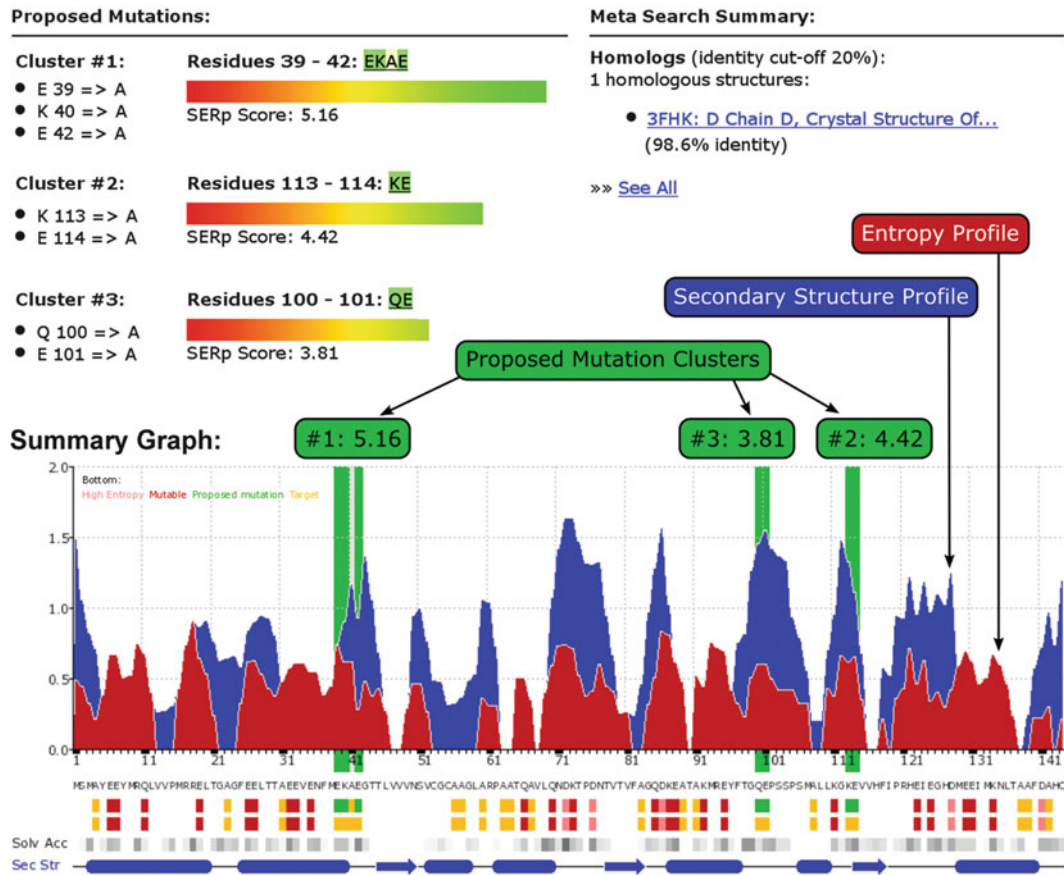 Proposed Mutations:
Cluster #1:
• E 39 => A
• K 40 => A
• E 42 => A
Residues 39 - 42: EKAE
SERp Score: 5.16
Cluster #2:
• K 113 => A
• E 114 => A
Residues 113 - 114: KE
SERp Score: 4.42
Cluster #3:
• Q 100 => A
• E 101 => A
Residues 100 - 101: QE
SERp Score: 3.81
Meta Search Summary:
Homologs (identity cut-off 20%):
1 homologous structures:
• 3FHK: D Chain D, Crystal Structure Of...
(98.6% identity)
»» See All
Entropy Profile
Secondary Structure Profile
Proposed Mutation Clusters
#1: 5.16
#3: 3.81
#2: 4.42
Summary Graph:
2.0
Bottom:
High Entropy Mutable Proposed mutation Target
1.5
1.0
0.5
0.0
1 11 21 31 41 51 61 71 81 91 101 111 121 131 141
MSMAYEEYMRQLVVPMRRELTGAGFEELTTAEEVENFMEKAEGTTLVVVNSVCGCAAGLARPAATQAVLQNDKTPDNTVTVFAGQDKEATAKMREYFTGQEPSSPSMALLKGKEVVHFIPRHEIEGHDMEEIMKNLTAAFDAHC
Solv Acc
Sec Str